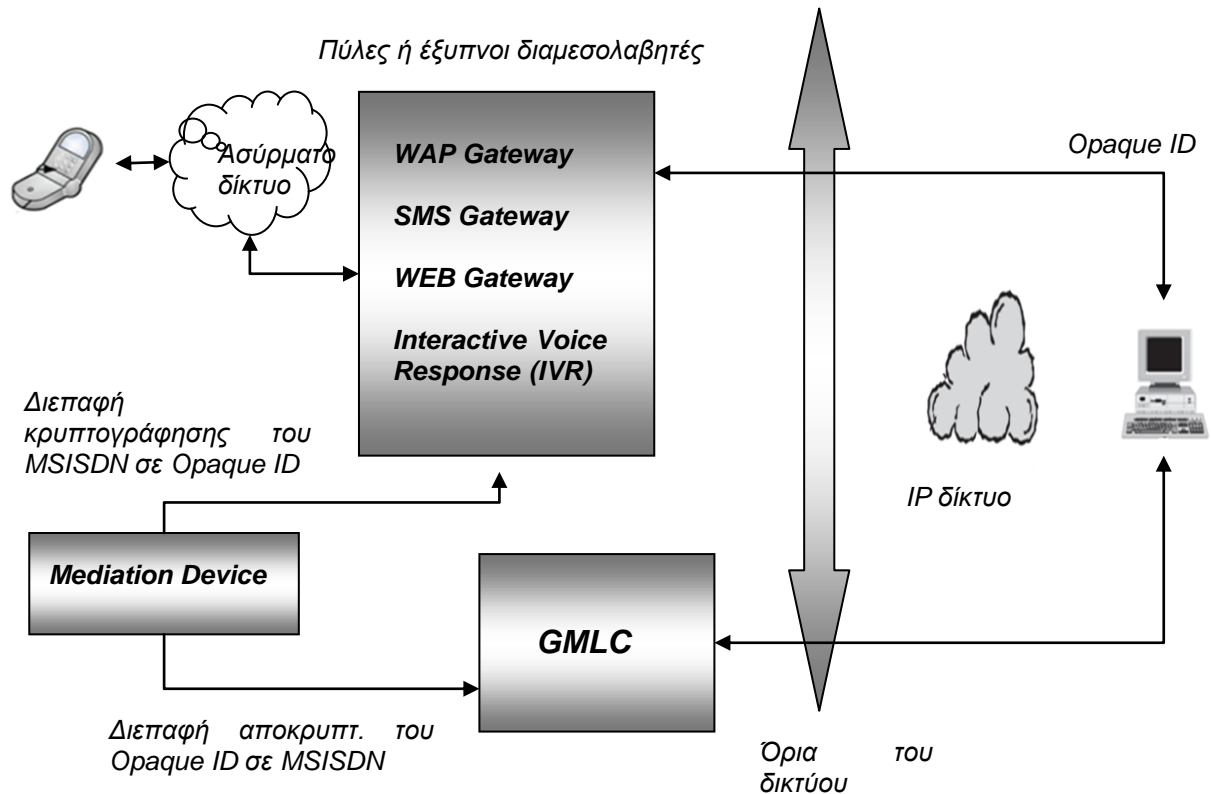 Πύλες ή έξυπνοι διαμεσολαβητές
Ασύρματο
δίκτυο
WAP Gateway
SMS Gateway
WEB Gateway
Interactive Voice
Response (IVR)
Opaque ID
Διεπαφή
κρυπτογράφησης του
MSISDN σε Opaque ID
IP δίκτυο
Mediation Device
GMLC
Διεπαφή αποκρυπτ. του
Opaque ID σε MSISDN
Όρια του
δικτύου